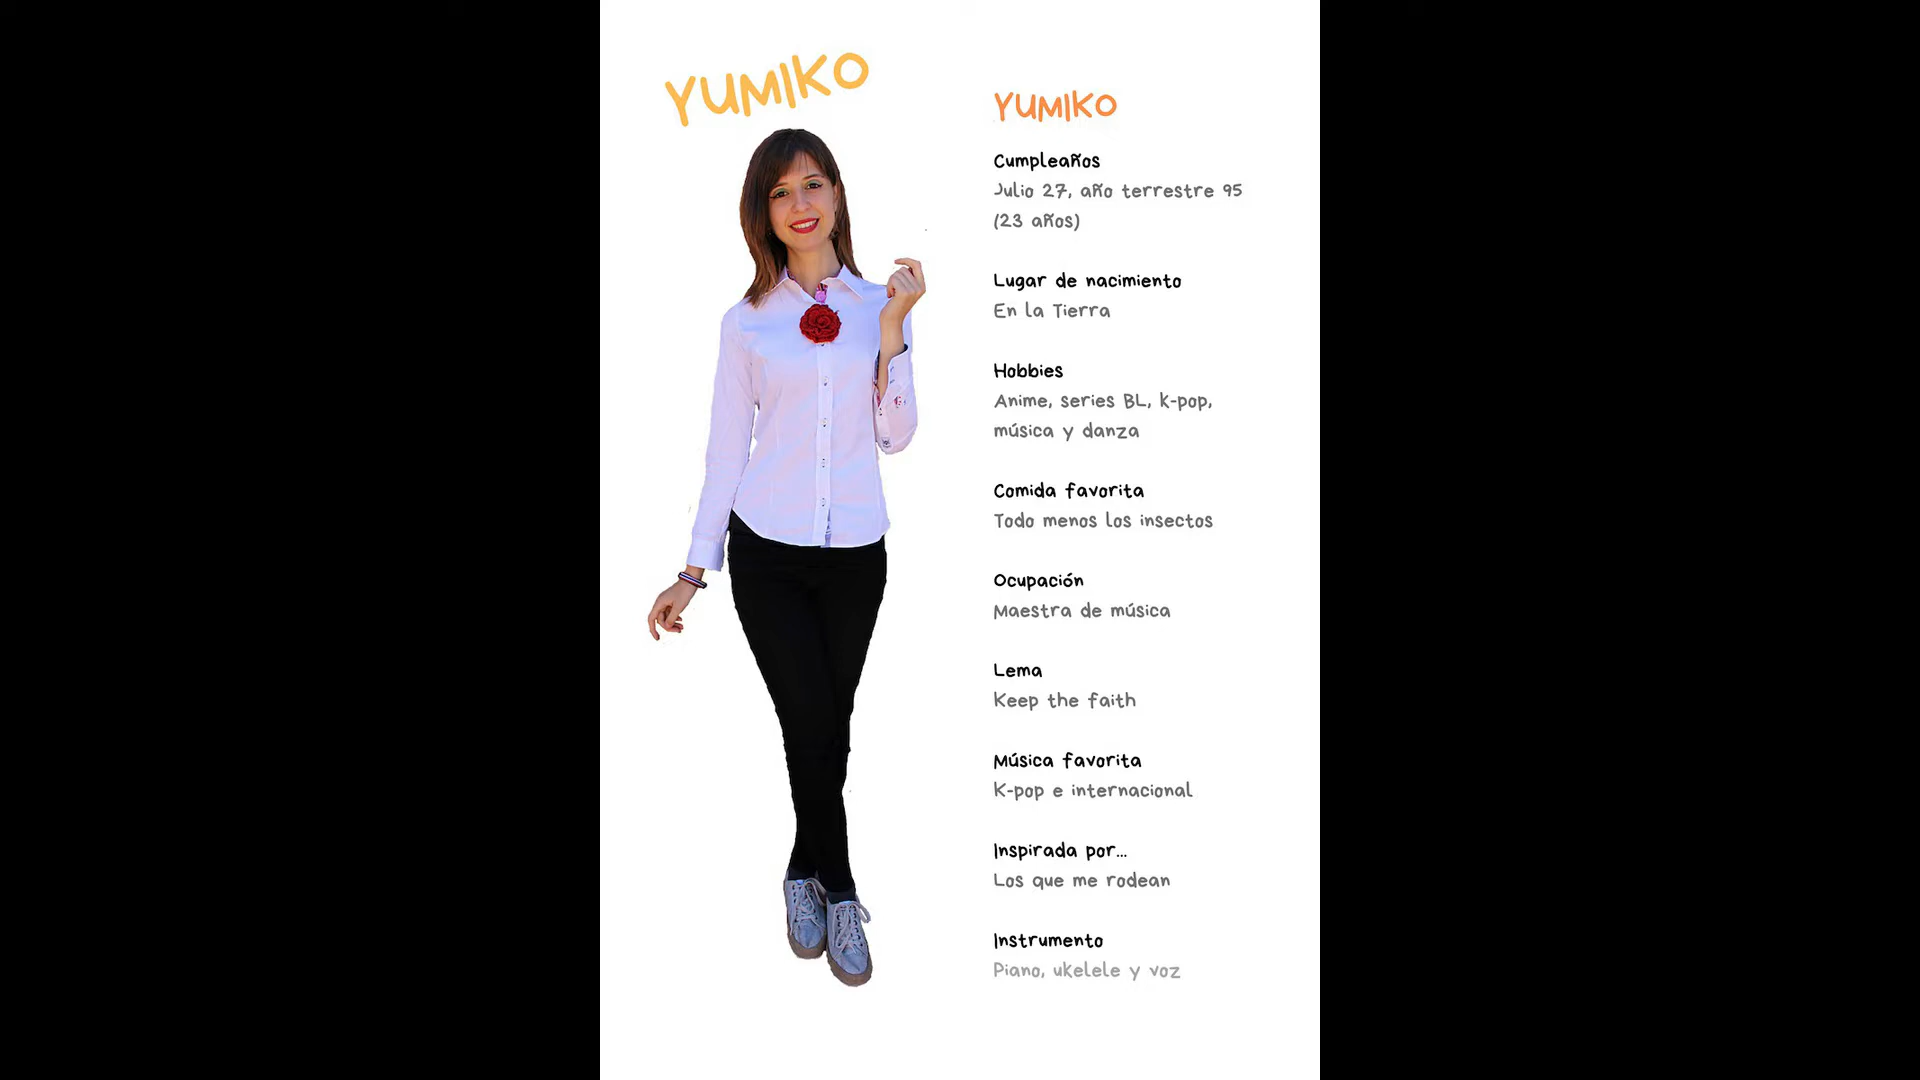 YUMIKO
YUMIKO
Cumpleaños
Julio 27, año terrestre 95
(23 años)
Lugar de nacimiento
En la Tierra
Hobbies
Anime, series BL, k-pop,
música y danza
Comida favorita
Todo menos los insectos
Ocupación
Maestra de música
Lema
Keep the faith
Música favorita
K-pop e internacional
Inspirada por...
Los que me rodean
Instrumento
Piano, ukelele y voz